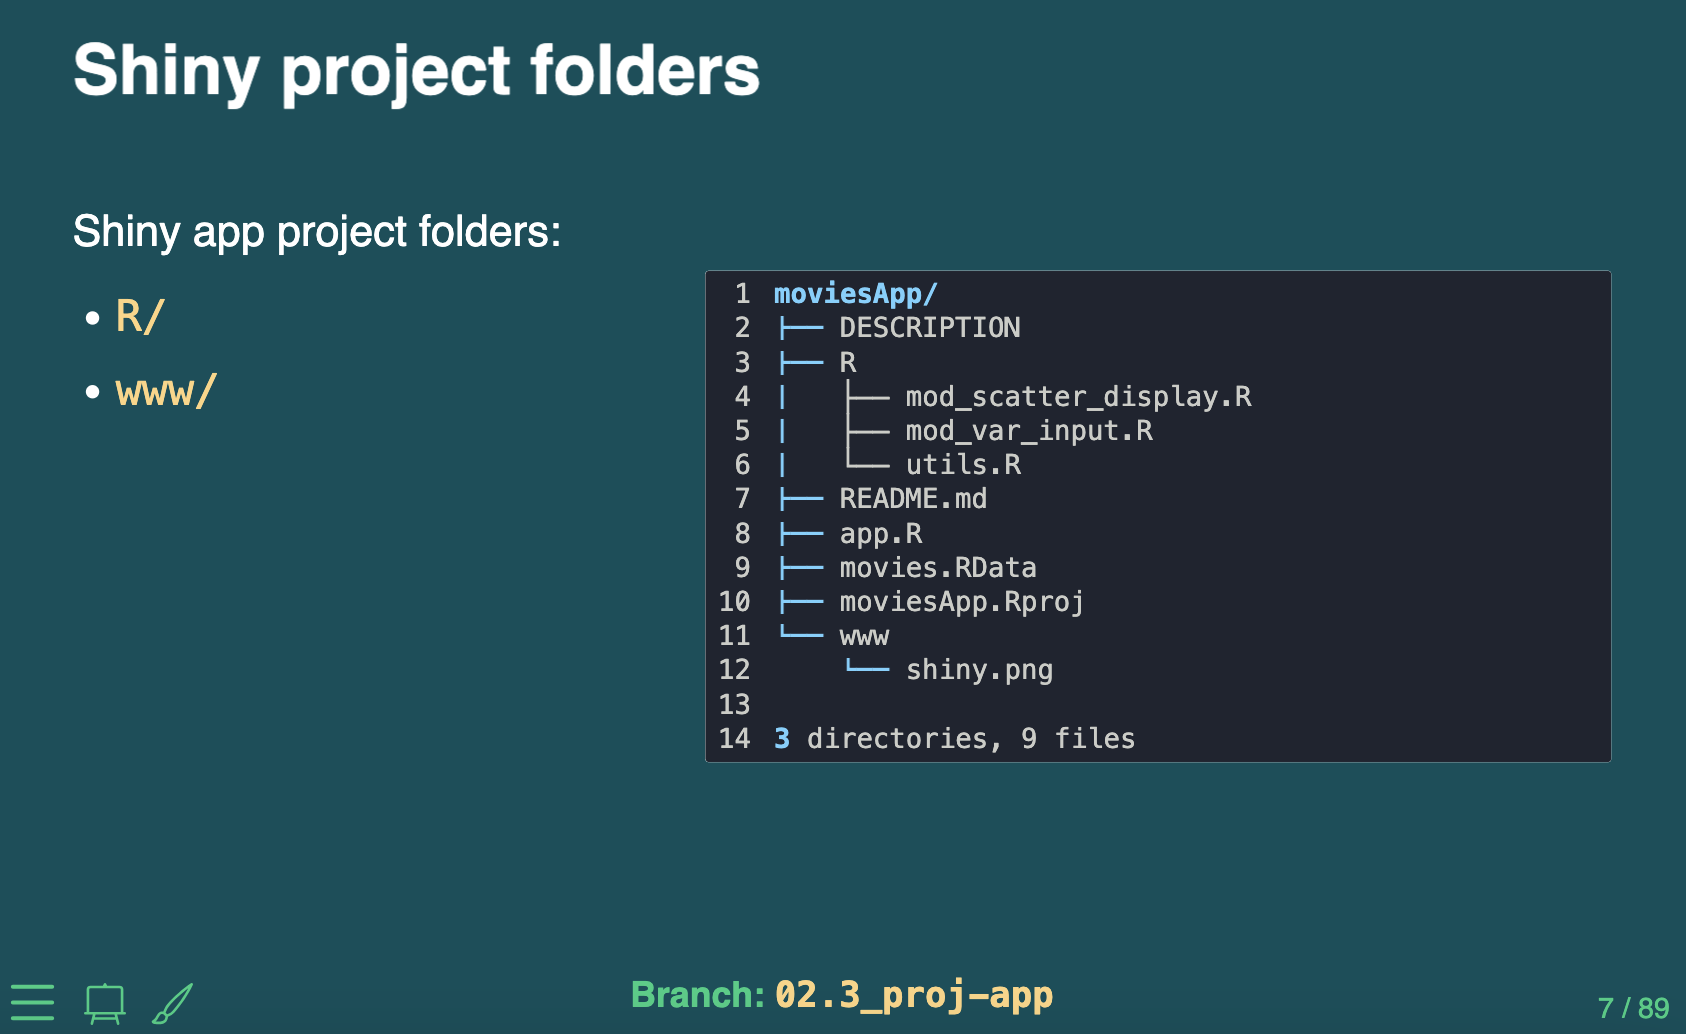 Shiny project folders
Shiny app project folders:
• R/
• www/
1 moviesApp/
2 ├── DESCRIPTION
3 ├── R
4 │   ├── mod_scatter_display.R
5 │   ├── mod_var_input.R
6 │   └── utils.R
7 ├── README.md
8 ├── app.R
9 ├── movies.RData
10 ├── moviesApp.Rproj
11 └── www
12     └── shiny.png
13
14 3 directories, 9 files
Branch: 02.3_proj-app
7 / 89